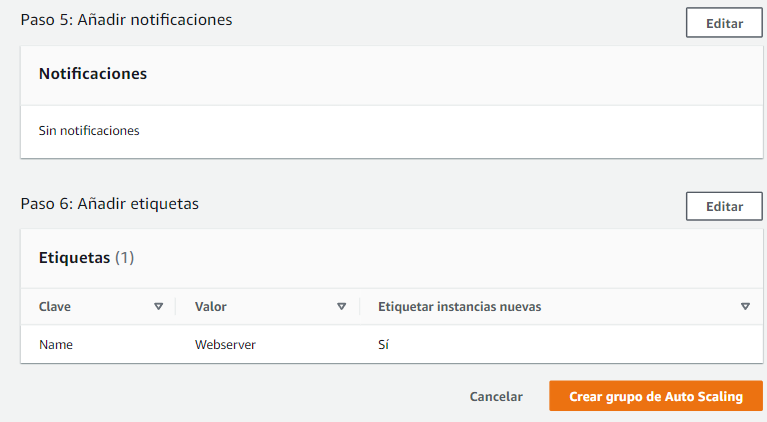 Paso 5: Añadir notificaciones
Editar
Notificaciones
Sin notificaciones
Paso 6: Añadir etiquetas
Editar
Etiquetas (1)
Clave Valor Etiquetar instancias nuevas
Name Webserver Sí
Cancelar Crear grupo de Auto Scaling